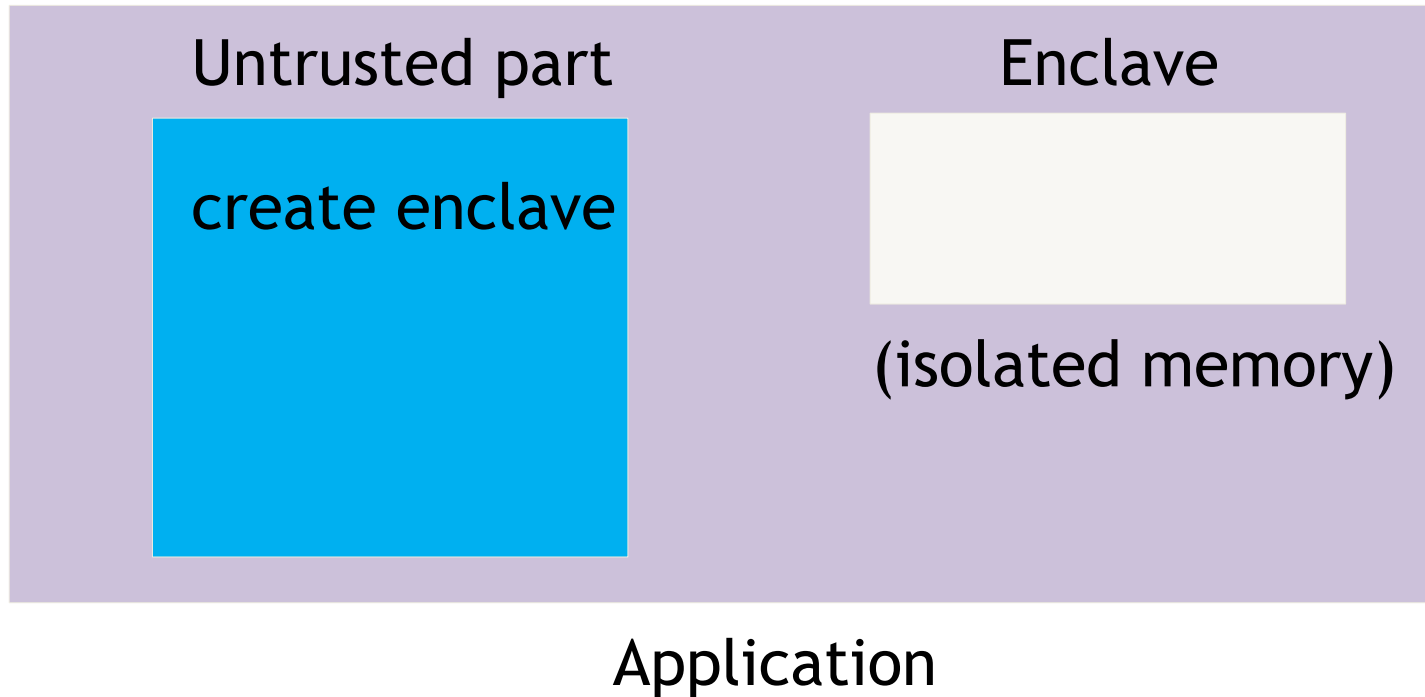 Untrusted part
Enclave
create enclave
(isolated memory)
Application